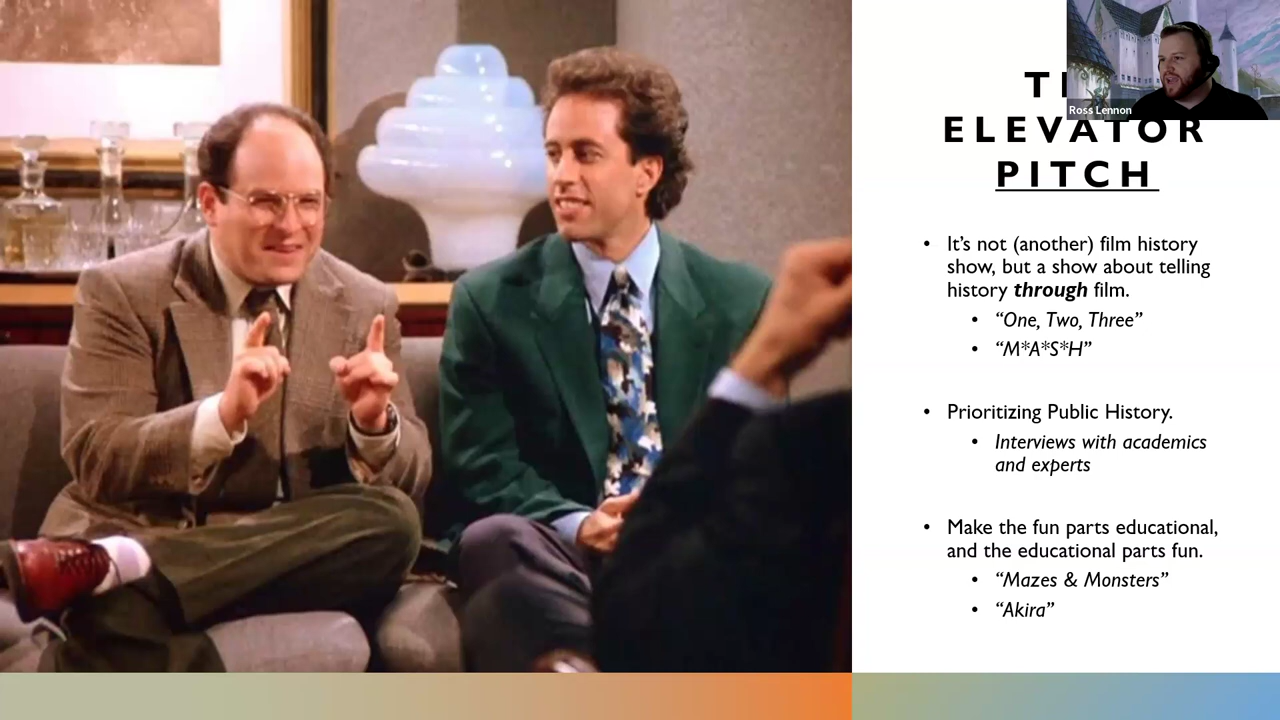 Ross Lennon
T
ELEVATOR
PITCH
• It’s not (another) film history
show, but a show about telling
history through film.
• “One, Two, Three”
• “M*A*S*H”
• Prioritizing Public History.
• Interviews with academics
and experts
• Make the fun parts educational,
and the educational parts fun.
• “Mazes & Monsters”
• “Akira”